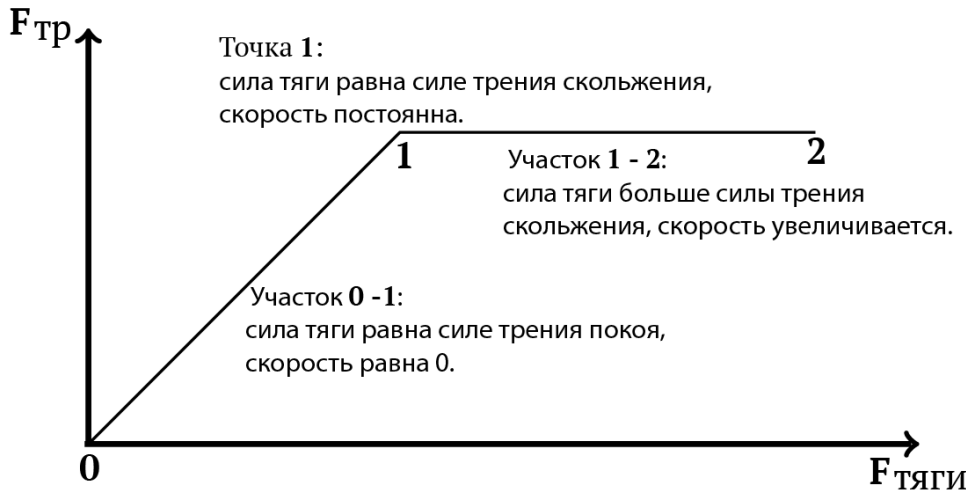 Fтр
Точка 1:
сила тяги равна силе трения скольжения,
скорость постоянна.
1
2
Участок 1 - 2:
сила тяги больше силы трения
скольжения, скорость увеличивается.
Участок 0 -1:
сила тяги равна силе трения покоя,
скорость равна 0.
0
Fтяги